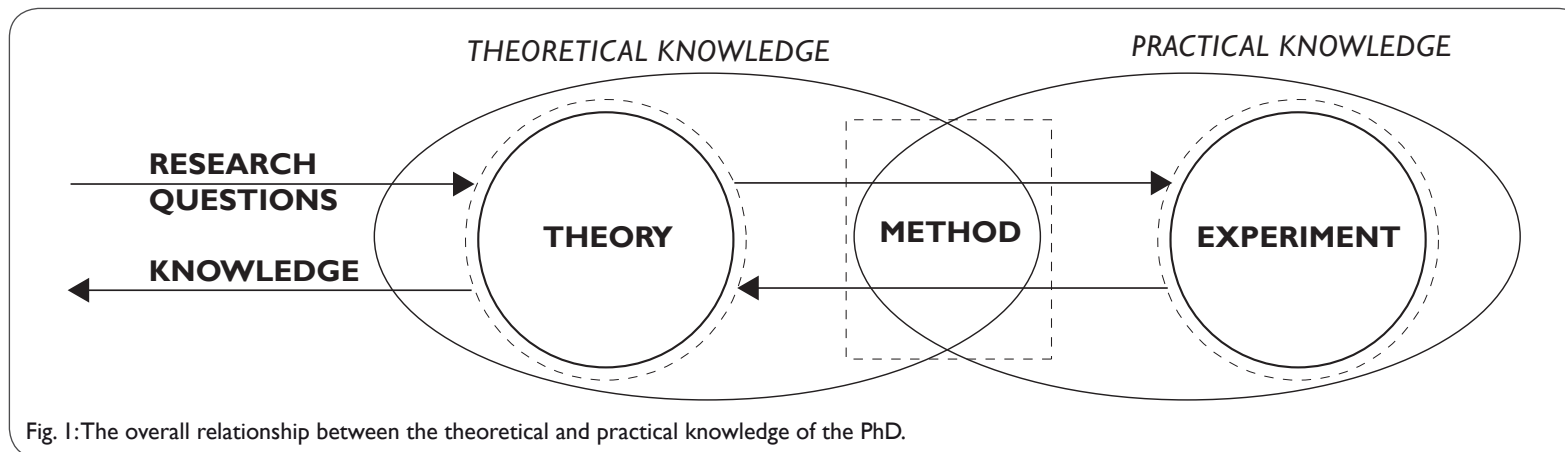 THEORETICAL KNOWLEDGE
PRACTICAL KNOWLEDGE
RESEARCH
QUESTIONS
THEORY
METHOD
EXPERIMENT
KNOWLEDGE
Fig. 1: The overall relationship between the theoretical and practical knowledge of the PhD.